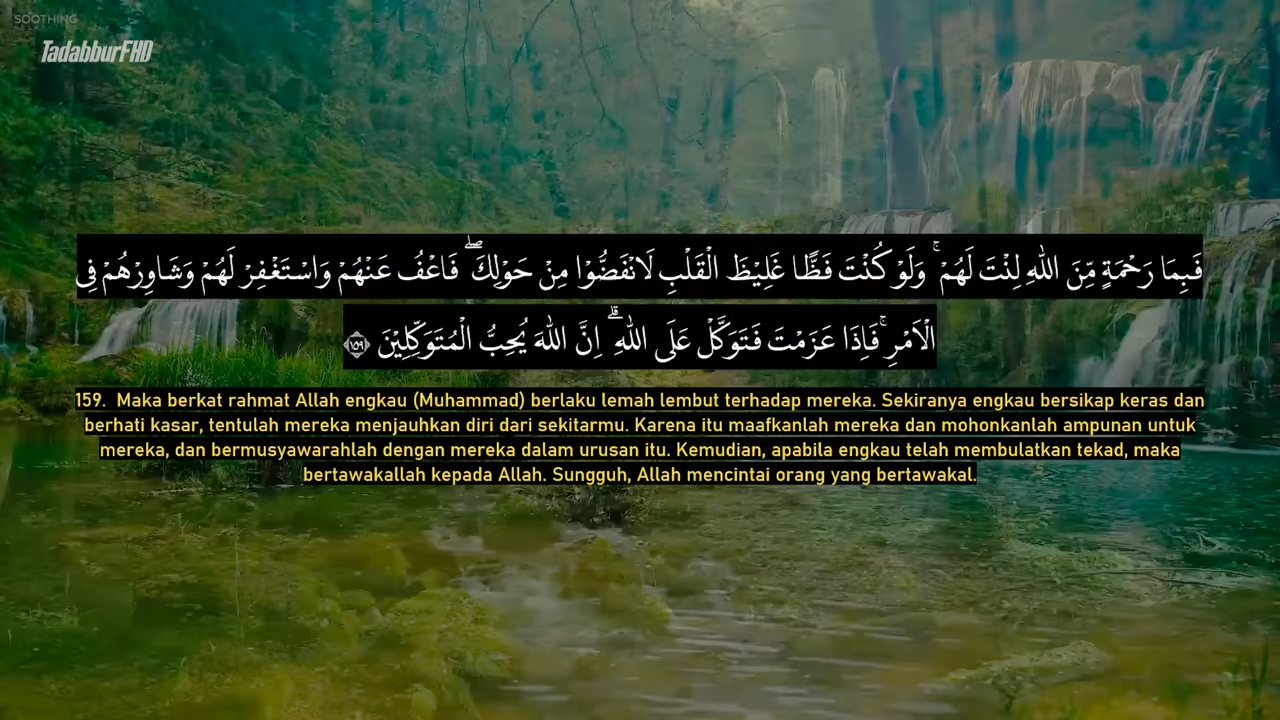 SOOTHING
TadabburFHD
فَبِمَا رَحْمَةٍ مِّنَ اللّٰهِ لِنْتَ لَهُمْ ۚ وَلَوْ كُنْتَ فَظًّا غَلِيْظَ الْقَلْبِ لَانْفَضُّوْا مِنْ حَوْلِكَ ۖ فَاعْفُ عَنْهُمْ وَاسْتَغْفِرْ لَهُمْ وَشَاوِرْهُمْ فِى
الْاَمْرِ ۚ فَاِذَا عَزَمْتَ فَتَوَكَّلْ عَلَى اللّٰهِ ۗ اِنَّ اللّٰهَ يُحِبُّ الْمُتَوَكِّلِيْنَ ١٥٩
159. Maka berkat rahmat Allah engkau (Muhammad) berlaku lemah lembut terhadap mereka. Sekiranya engkau bersikap keras dan
berhati kasar, tentulah mereka menjauhkan diri dari sekitarmu. Karena itu maafkanlah mereka dan mohonkanlah ampunan untuk
mereka, dan bermusyawarahlah dengan mereka dalam urusan itu. Kemudian, apabila engkau telah membulatkan tekad, maka
bertawakallah kepada Allah. Sungguh, Allah mencintai orang yang bertawakal.